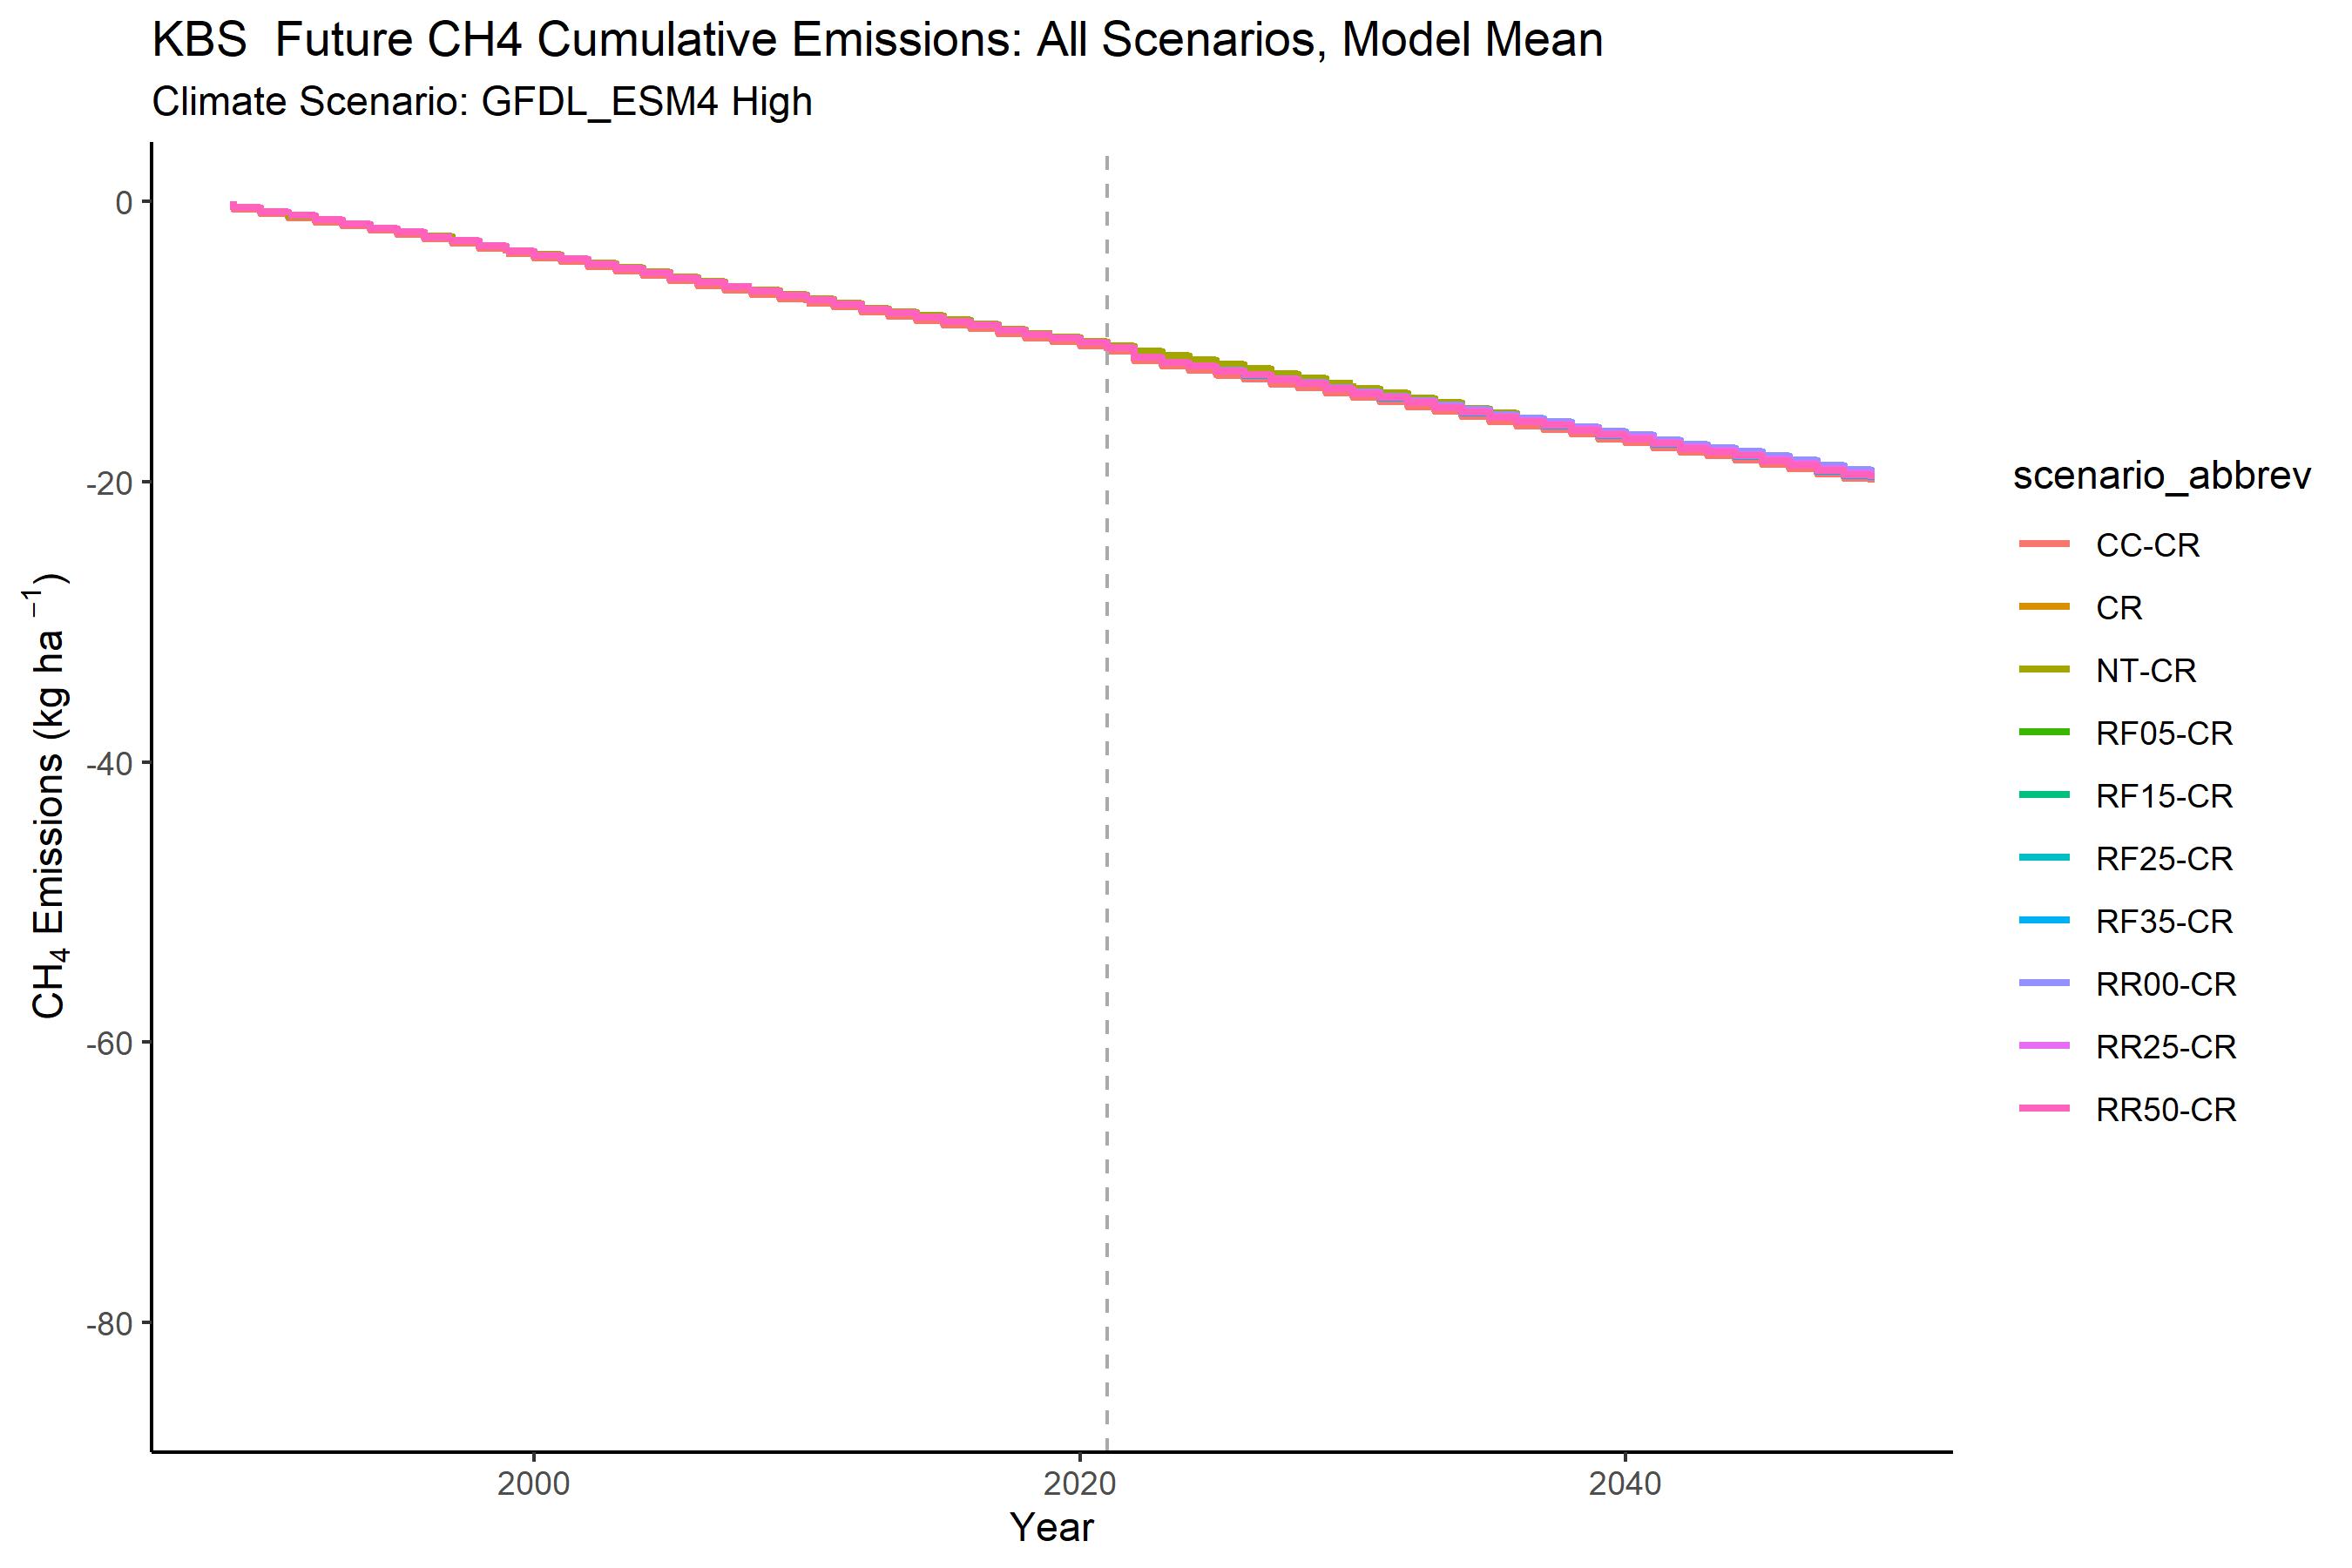 KBS  Future CH4 Cumulative Emissions: All Scenarios, Model Mean
Climate Scenario: GFDL_ESM4 High
CH₄ Emissions (kg ha ⁻¹)
0
-20
-40
-60
-80
2000
2020
2040
Year
scenario_abbrev
CC-CR
CR
NT-CR
RF05-CR
RF15-CR
RF25-CR
RF35-CR
RR00-CR
RR25-CR
RR50-CR